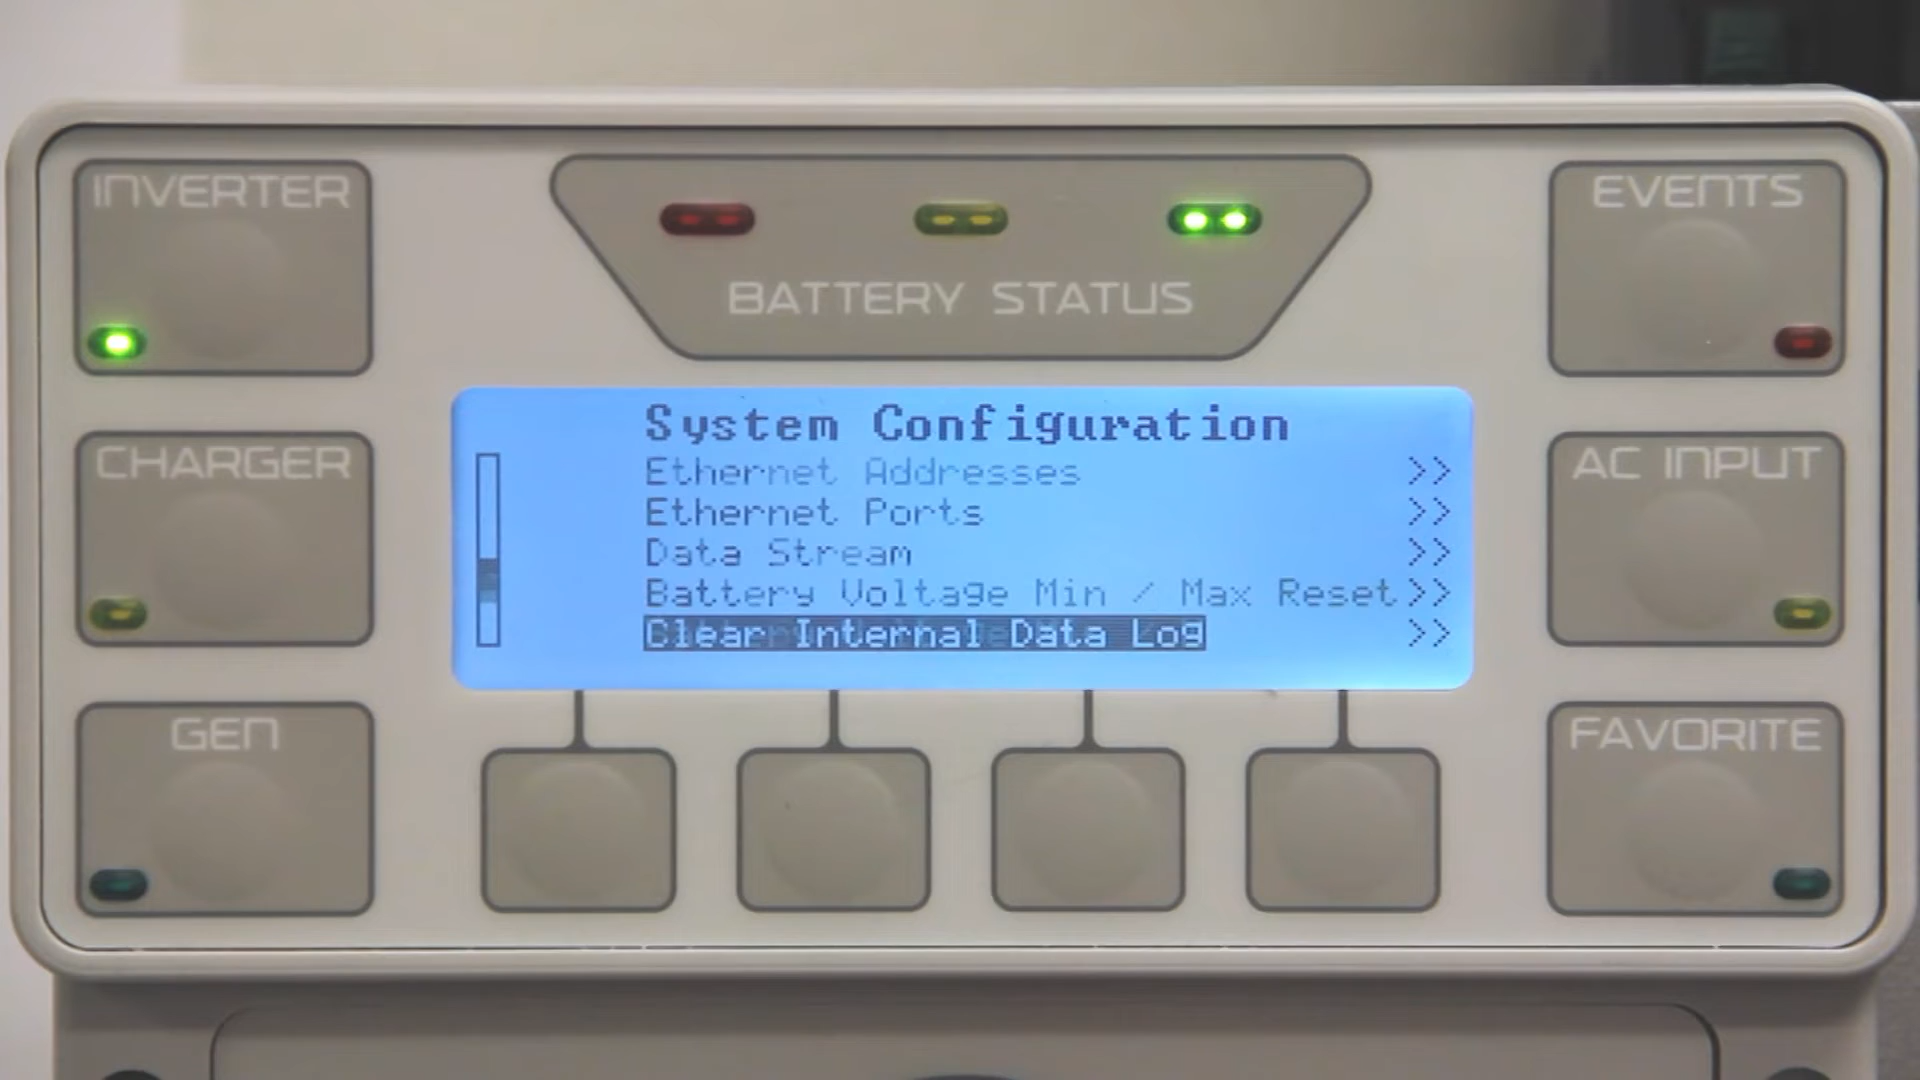 INVERTER
BATTERY STATUS
EVENTS
CHARGER
AC INPUT
GEN
FAVORITE
System Configuration
Ethernet Addresses >>
Ethernet Ports >>
Data Stream >>
Battery Voltage Min / Max Reset >>
Clear Internal Data Log >>